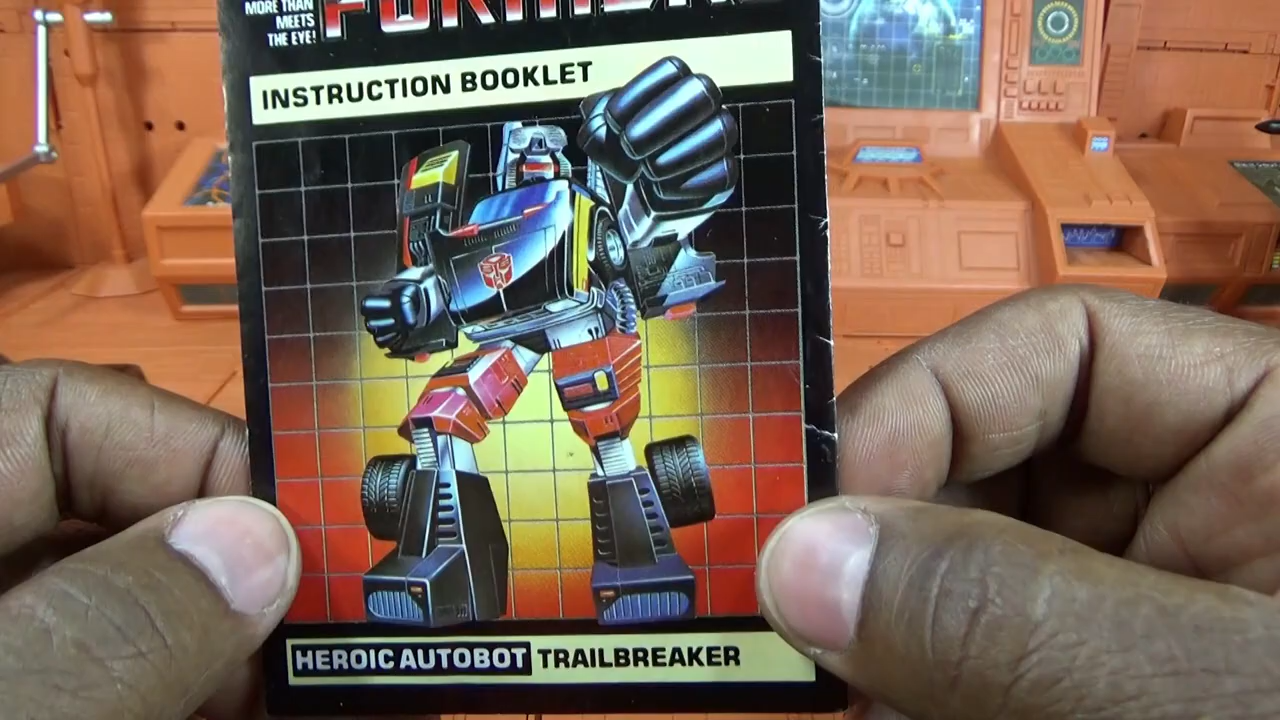 MORE THAN
MEETS
THE EYE!
INSTRUCTION BOOKLET
HEROIC AUTOBOT TRAILBREAKER